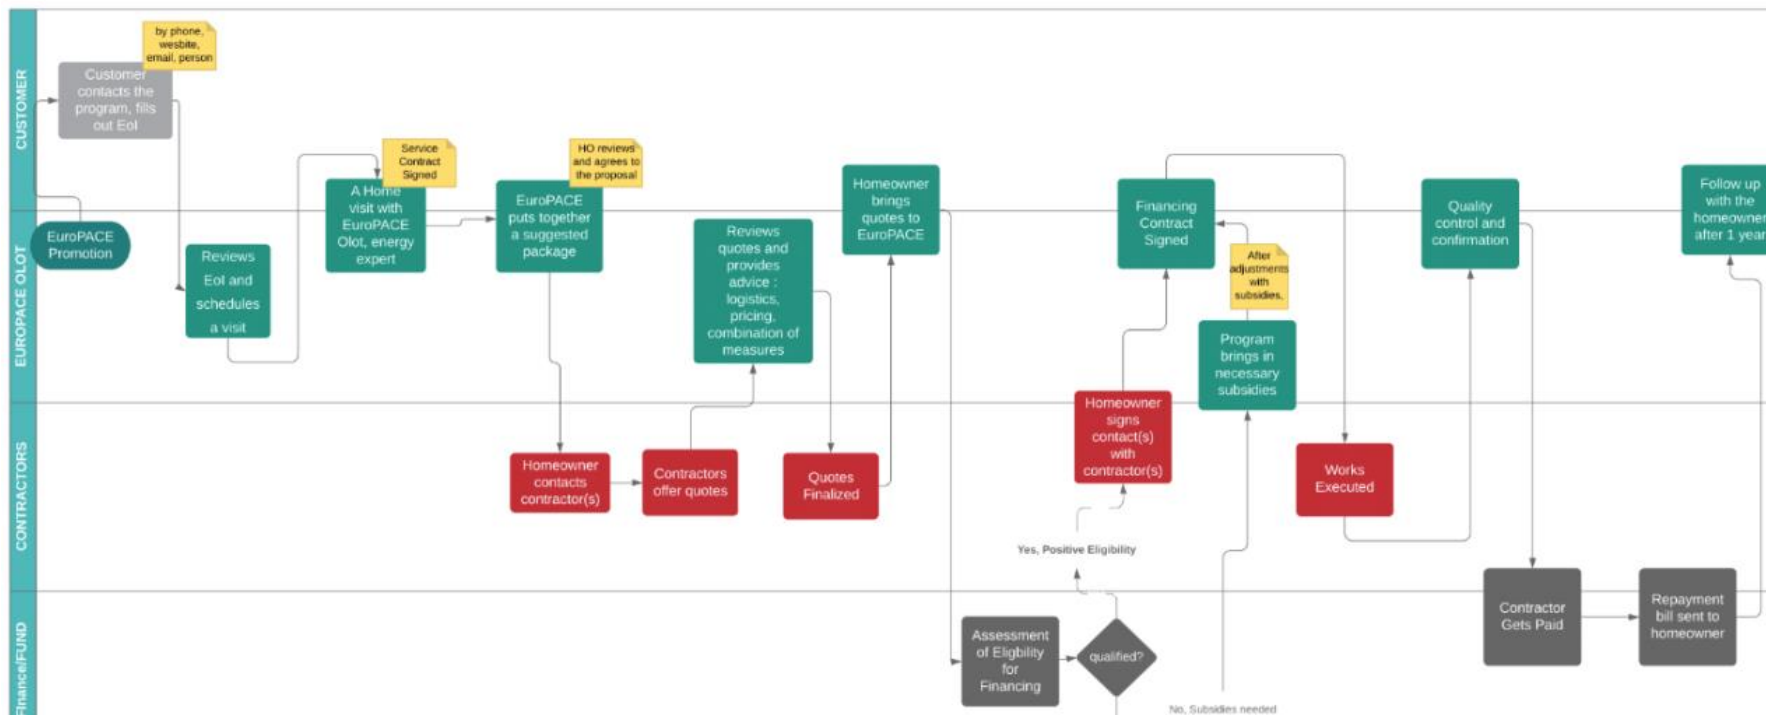 CUSTOMER
by phone,
wesbite,
email, person
Customer
contacts the
program, fills
out EoI
EUROPACE OLOT
EuroPACE
Promotion
Reviews
EoI and
schedules
a visit
Service
Contract
Signed
A Home
visit with
EuroPACE
Olot, energy
expert
HO reviews
and agrees to
the proposal
EuroPACE
puts together
a suggested
package
Reviews
quotes and
provides
advice :
logistics,
pricing,
combination of
measures
Homeowner
brings
quotes to
EuroPACE
Financing
Contract
Signed
After
adjustments
with
subsidies,
Program
brings in
necessary
subsidies
Quality
control and
confirmation
Follow up
with the
homeowner
after 1 year
CONTRACTORS
Homeowner
contacts
contractor(s)
Contractors
offer quotes
Quotes
Finalized
Homeowner
signs
contact(s)
with
contractor(s)
Works
Executed
Yes, Positive Eligibility
FInance/FUND
Assessment
of Eligbility
for
Financing
qualified?
No, Subsidies needed
Contractor
Gets Paid
Repayment
bill sent to
homeowner